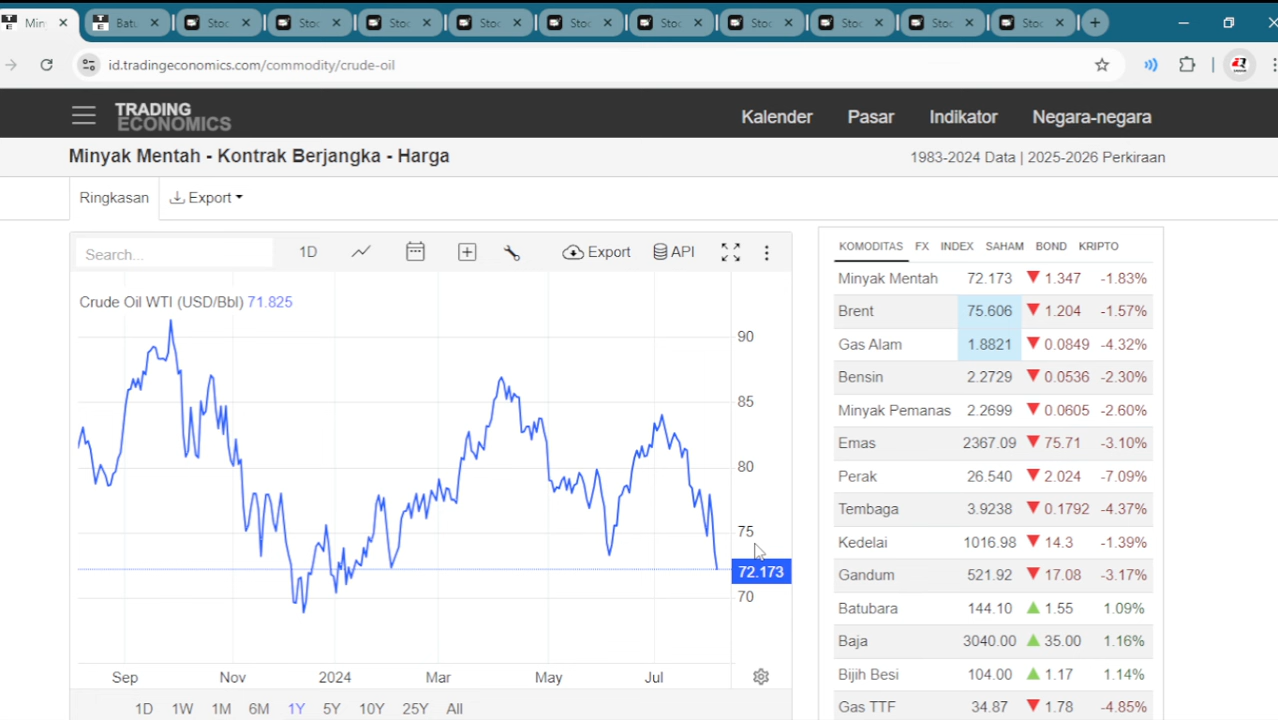 Min
Batu
Stoc
Stoc
Stoc
Stoc
Stoc
Stoc
Stoc
Stoc
Stoc
Stoc
id.tradingeconomics.com/commodity/crude-oil
TRADING
ECONOMICS
Kalender Pasar Indikator Negara-negara
Minyak Mentah - Kontrak Berjangka - Harga
1983-2024 Data | 2025-2026 Perkiraan
Ringkasan Export
Search... 1D Export API
Crude Oil WTI (USD/Bbl) 71.825
90
85
80
75
72.173
70
Sep Nov 2024 Mar May Jul
1D 1W 1M 6M 1Y 5Y 10Y 25Y All
KOMODITAS FX INDEX SAHAM BOND KRIPTO
Minyak Mentah 72.173 ▼ 1.347 -1.83%
Brent 75.606 ▼ 1.204 -1.57%
Gas Alam 1.8821 ▼ 0.0849 -4.32%
Bensin 2.2729 ▼ 0.0536 -2.30%
Minyak Pemanas 2.2699 ▼ 0.0605 -2.60%
Emas 2367.09 ▼ 75.71 -3.10%
Perak 26.540 ▼ 2.024 -7.09%
Tembaga 3.9238 ▼ 0.1792 -4.37%
Kedelai 1016.98 ▼ 14.3 -1.39%
Gandum 521.92 ▼ 17.08 -3.17%
Batubara 144.10 ▲ 1.55 1.09%
Baja 3040.00 ▲ 35.00 1.16%
Bijih Besi 104.00 ▲ 1.17 1.14%
Gas TTF 34.87 ▼ 1.78 -4.85%